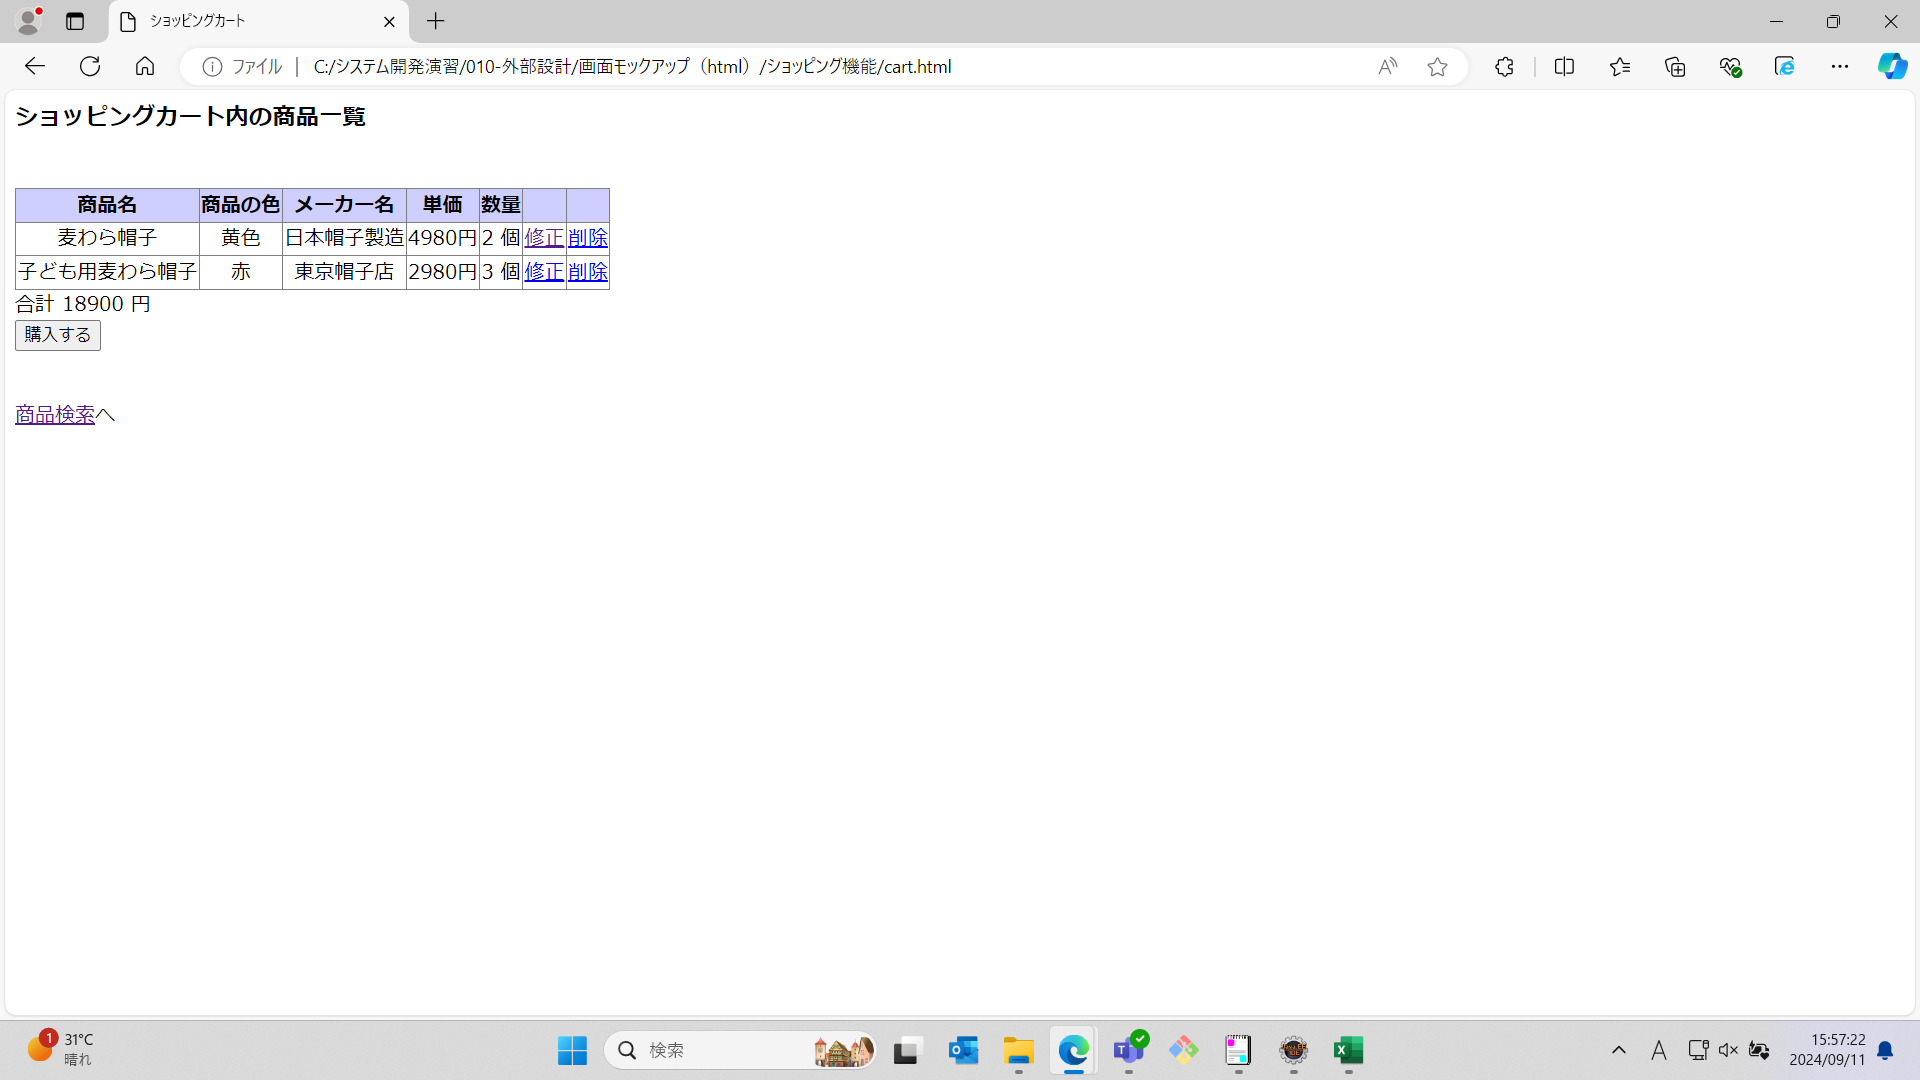 ショッピングカート
ファイル
C:/システム開発演習/010-外部設計/画面モックアップ（html）/ショッピング機能/cart.html
ショッピングカート内の商品一覧
商品名 商品の色 メーカー名 単価 数量
麦わら帽子 黄色 日本帽子製造 4980円 2 個 修正 削除
子ども用麦わら帽子 赤 東京帽子店 2980円 3 個 修正 削除
合計 18900 円
購入する
商品検索へ
1
31°C
晴れ
検索
A
15:57:22
2024/09/11